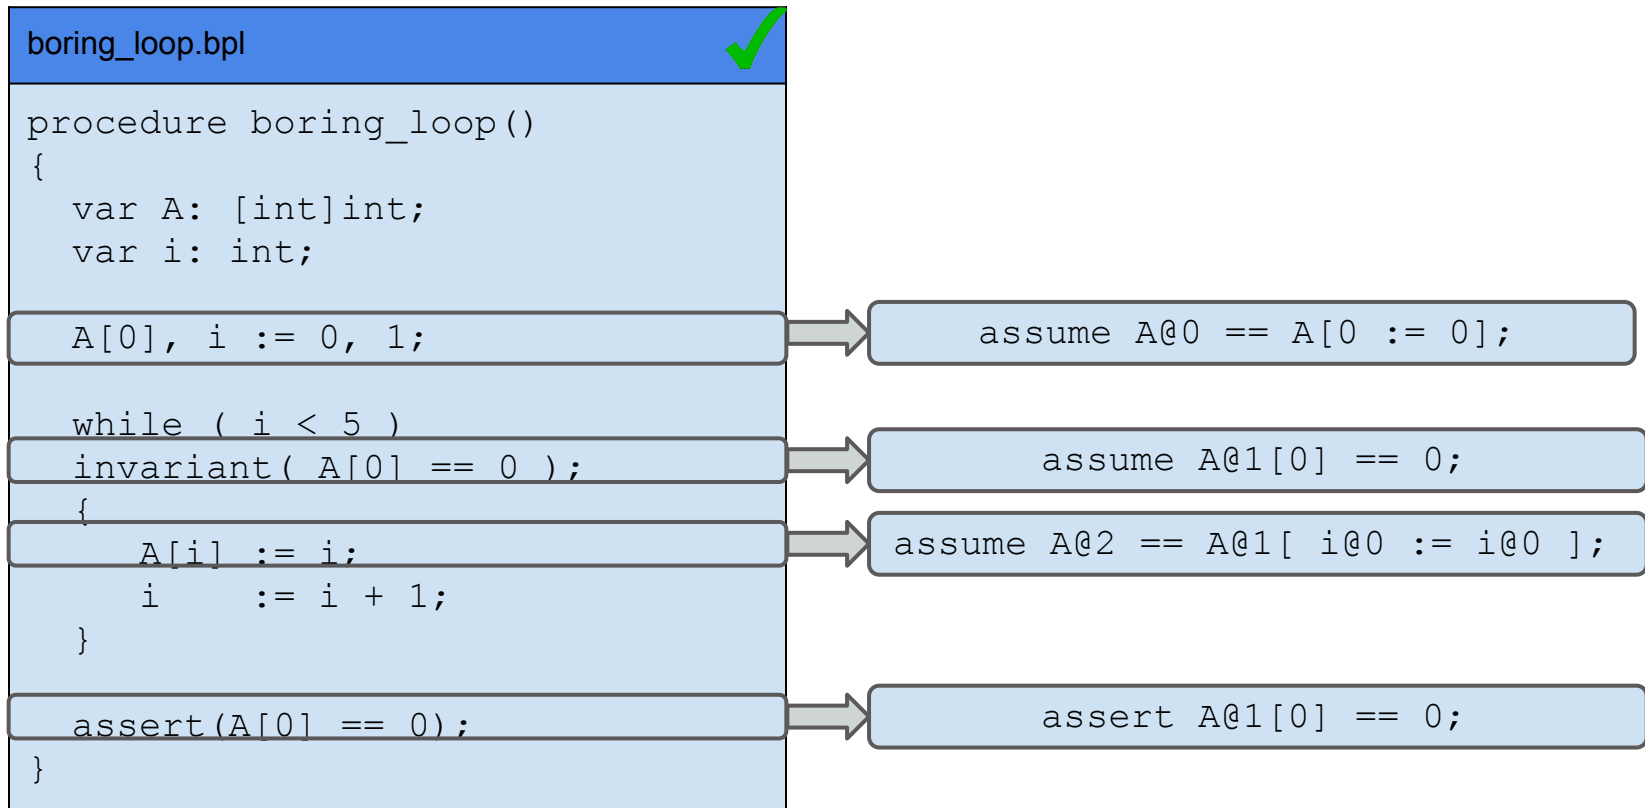 boring_loop.bpl
procedure boring_loop()
{
var A: [int]int;
var i: int;
A[0], i := 0, 1;
assume A@0 == A[0 := 0];
while ( i < 5 )
invariant( A[0] == 0 );
assume A@1[0] == 0;
{
A[i] := i;
assume A@2 == A@1[ i@0 := i@0 ];
i := i + 1;
}
assert(A[0] == 0);
assert A@1[0] == 0;
}